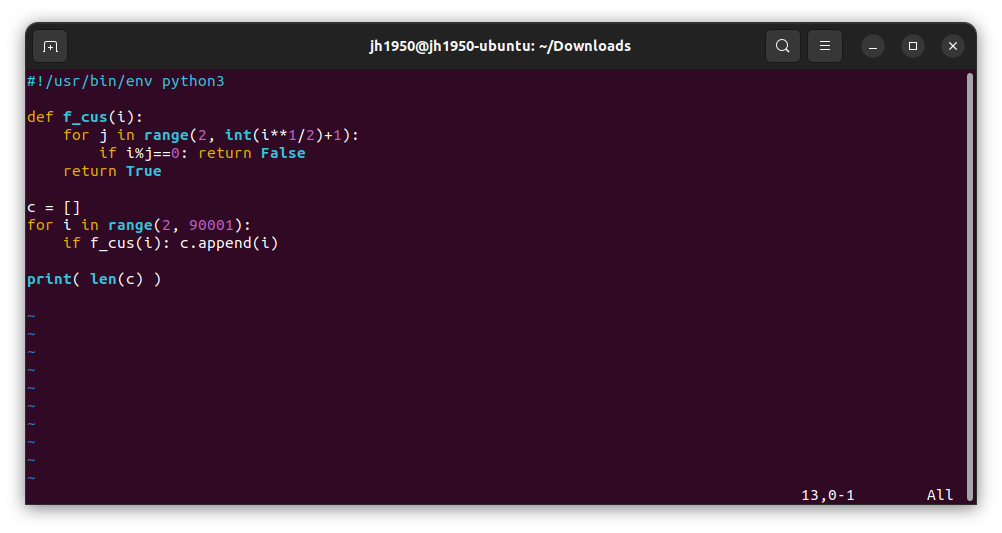 jh1950@jh1950-ubuntu: ~/Downloads
#!/usr/bin/env python3
def f_cus(i):
    for j in range(2, int(i**1/2)+1):
        if i%j==0: return False
    return True
c = []
for i in range(2, 90001):
    if f_cus(i): c.append(i)
print( len(c) )
~
~
~
~
~
~
~
~
~
~
13,0-1 All